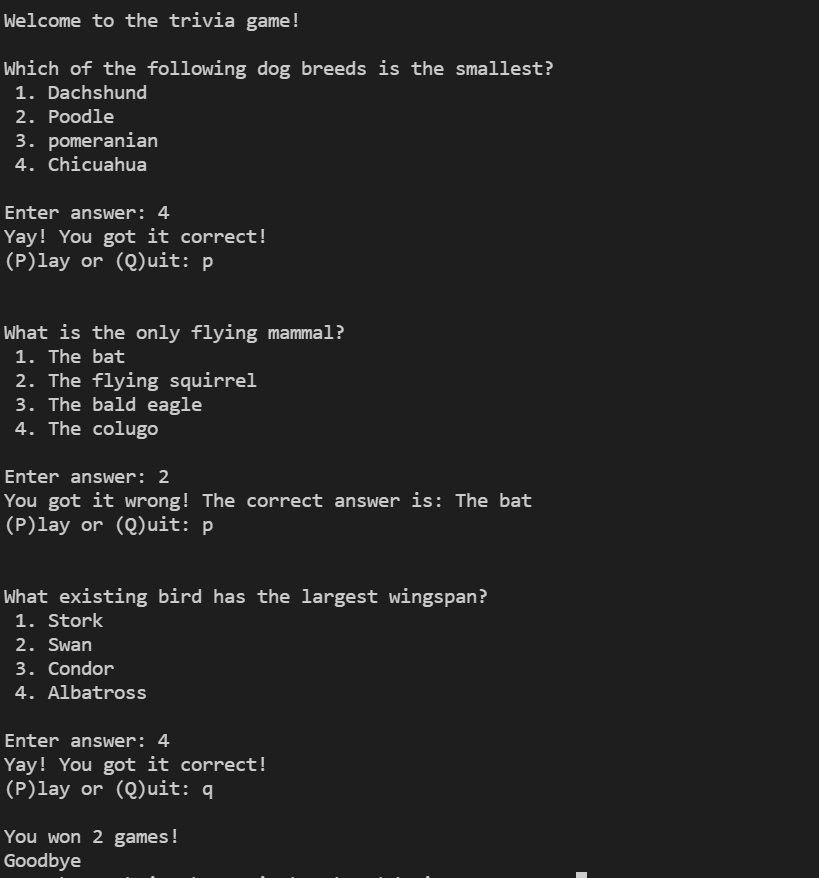 Welcome to the trivia game!
Which of the following dog breeds is the smallest?
1. Dachshund
2. Poodle
3. pomeranian
4. Chicuahua
Enter answer: 4
Yay! You got it correct!
(P)lay or (Q)uit: p
What is the only flying mammal?
1. The bat
2. The flying squirrel
3. The bald eagle
4. The colugo
Enter answer: 2
You got it wrong! The correct answer is: The bat
(P)lay or (Q)uit: p
What existing bird has the largest wingspan?
1. Stork
2. Swan
3. Condor
4. Albatross
Enter answer: 4
Yay! You got it correct!
(P)lay or (Q)uit: q
You won 2 games!
Goodbye